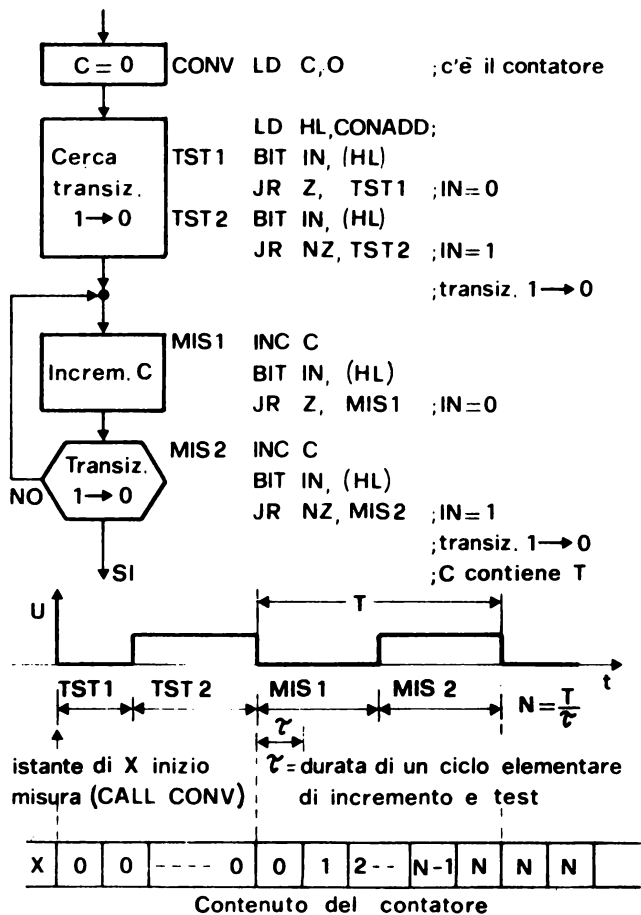 C = 0 CONV LD C,O ;c'è il contatore
LD HL,CONADD;
Cerca TST1 BIT IN, (HL)
transiz. JR Z, TST1 ;IN=0
1→0 TST2 BIT IN, (HL)
JR NZ, TST2 ;IN=1
;transiz. 1→0
MIS1 INC C
Increm. C BIT IN, (HL)
JR Z, MIS1 ;IN=0
Transiz. MIS2 INC C
NO 1→0 BIT IN, (HL)
JR NZ, MIS2 ;IN=1
;transiz. 1→0
SI ;C contiene T
U T
t
TST1 TST2 MIS1 MIS2 N=T/τ
τ
istante di X inizio τ=durata di un ciclo elementare
misura (CALL CONV) di incremento e test
X 0 0 ---- 0 0 1 2-- N-1 N N N
Contenuto del contatore